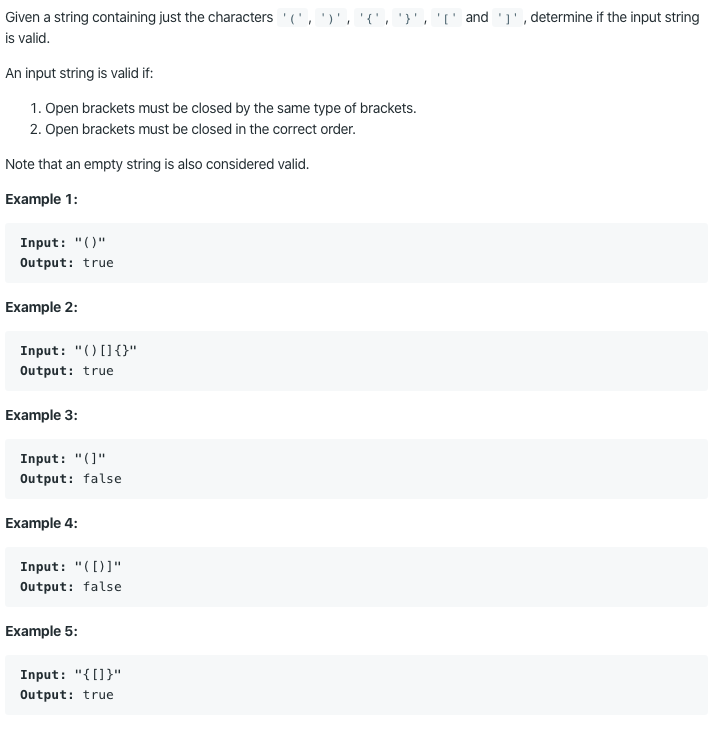 Given a string containing just the characters '(', ')', '{', '}', '[' and ']', determine if the input string
is valid.
An input string is valid if:
1. Open brackets must be closed by the same type of brackets.
2. Open brackets must be closed in the correct order.
Note that an empty string is also considered valid.
Example 1:
Input: "()"
Output: true
Example 2:
Input: "()[]{}"
Output: true
Example 3:
Input: "(]"
Output: false
Example 4:
Input: "([)]"
Output: false
Example 5:
Input: "{[]}"
Output: true